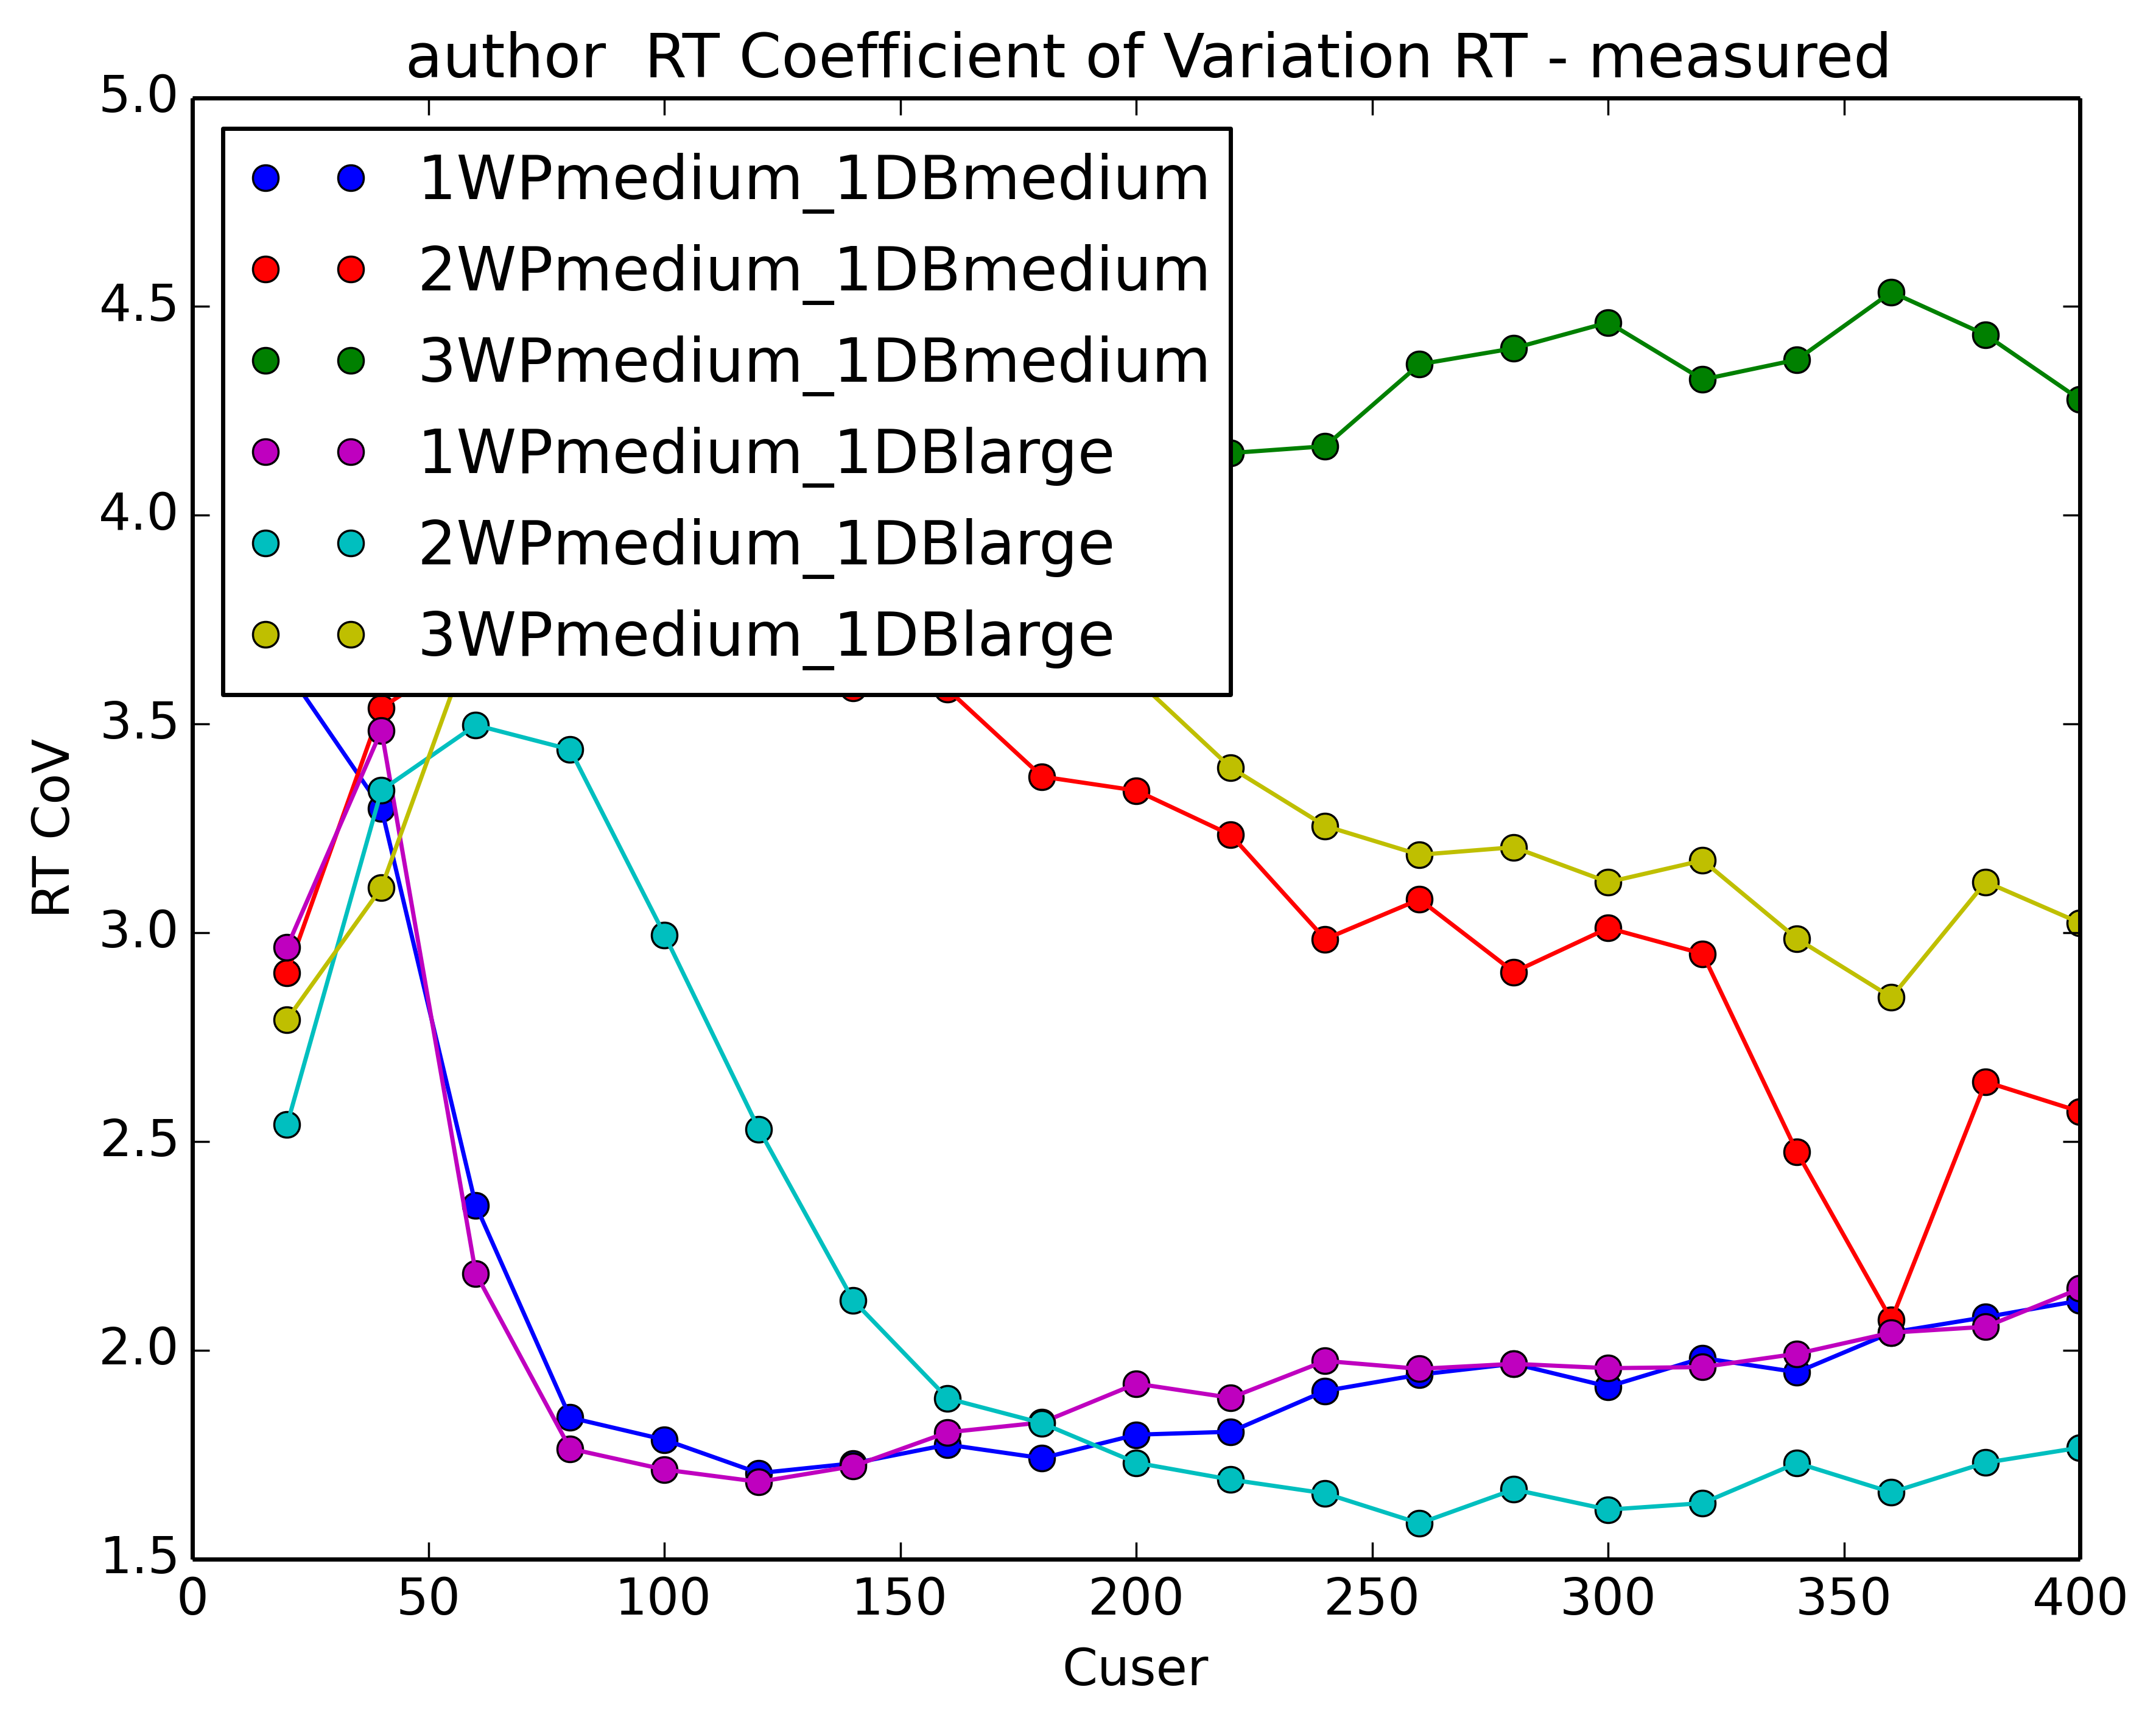 author  RT Coefficient of Variation RT - measured
5.0
4.5
4.0
3.5
3.0
2.5
2.0
1.5
RT CoV
1WPmedium_1DBmedium
2WPmedium_1DBmedium
3WPmedium_1DBmedium
1WPmedium_1DBlarge
2WPmedium_1DBlarge
3WPmedium_1DBlarge
0 50 100 150 200 250 300 350 400
Cuser